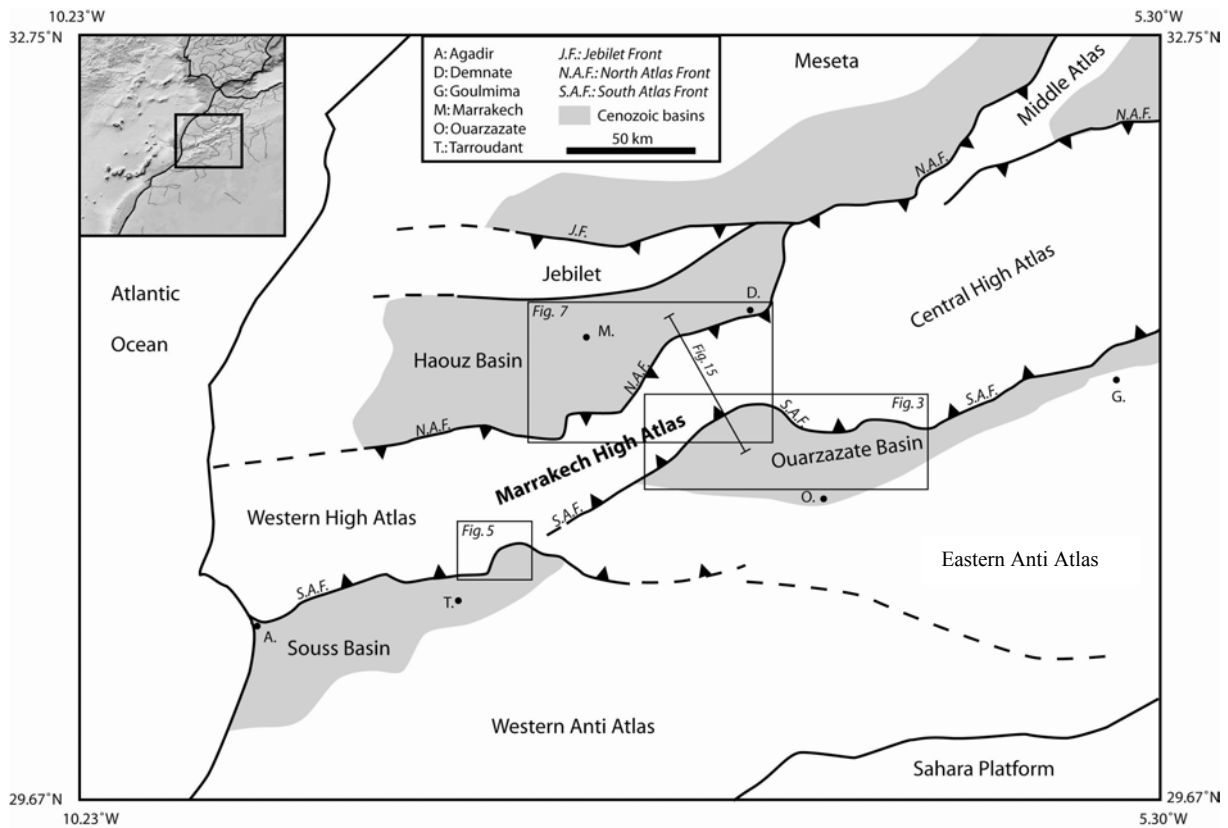 10.23°W
5.30°W
32.75°N
32.75°N
A: Agadir
D: Demnate
G: Goulmima
M: Marrakech
O: Ouarzazate
T.: Tarroudant
J.F.: Jebilet Front
N.A.F.: North Atlas Front
S.A.F.: South Atlas Front
Cenozoic basins
50 km
Meseta
Middle Atlas
N.A.F.
N.A.F.
J.F.
Jebilet
Atlantic
Ocean
Central High Atlas
D.
Fig. 7
M.
Haouz Basin
Fig. 15
N.A.F.
N.A.F.
S.A.F.
Fig. 3
S.A.F.
G.
Marrakech High Atlas
Ouarzazate Basin
O.
S.A.F.
Western High Atlas
Fig. 5
Eastern Anti Atlas
S.A.F.
T.
A.
Souss Basin
Western Anti Atlas
Sahara Platform
29.67°N
29.67°N
10.23°W
5.30°W